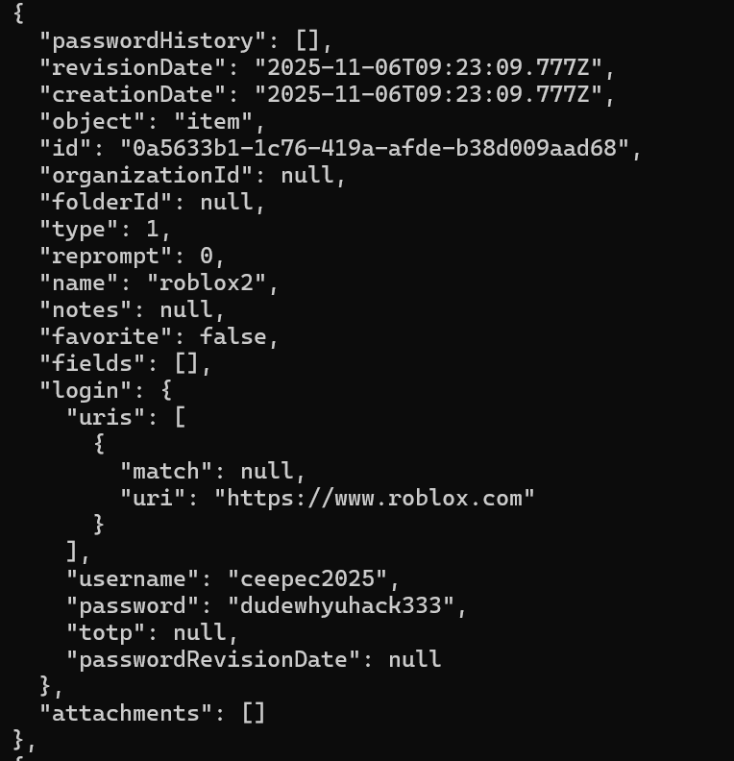 {
  "passwordHistory": [],
  "revisionDate": "2025-11-06T09:23:09.777Z",
  "creationDate": "2025-11-06T09:23:09.777Z",
  "object": "item",
  "id": "0a5633b1-1c76-419a-afde-b38d009aad68",
  "organizationId": null,
  "folderId": null,
  "type": 1,
  "reprompt": 0,
  "name": "roblox2",
  "notes": null,
  "favorite": false,
  "fields": [],
  "login": {
    "uris": [
      {
        "match": null,
        "uri": "https://www.roblox.com"
      }
    ],
    "username": "ceepec2025",
    "password": "dudewhyuhack333",
    "totp": null,
    "passwordRevisionDate": null
  },
  "attachments": []
},